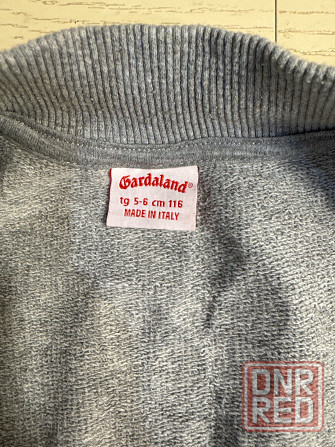 Gardaland®
tg 5-6 cm 116
MADE IN ITALY
DNR
RED